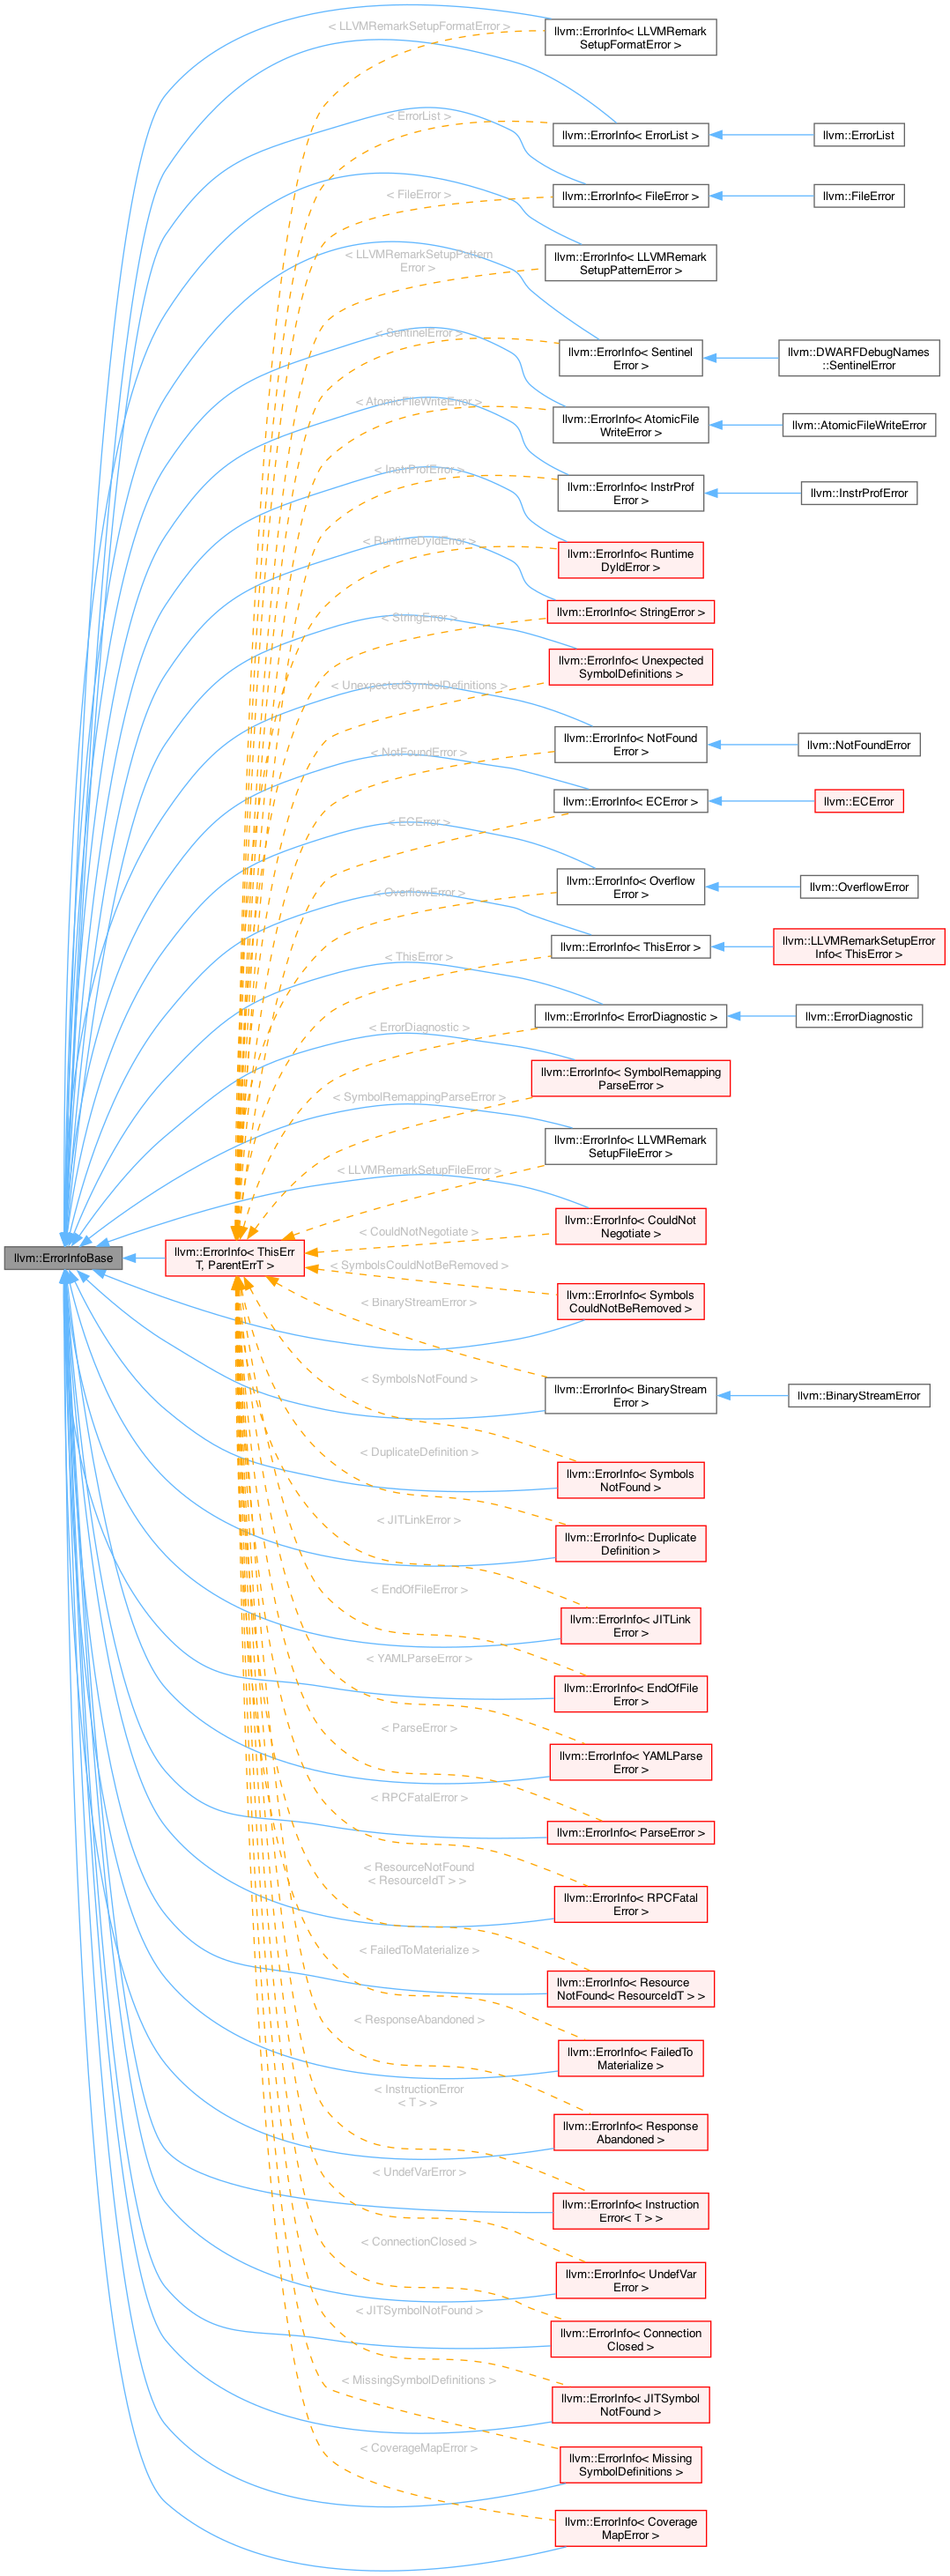 < LLVMRemarkSetupFormatError >
llvm::ErrorInfo< LLVMRemark
SetupFormatError >
< ErrorList >
llvm::ErrorInfo< ErrorList >
llvm::ErrorList
< FileError >
llvm::ErrorInfo< FileError >
llvm::FileError
< LLVMRemarkSetupPattern
Error >
llvm::ErrorInfo< LLVMRemark
SetupPatternError >
< SentinelError >
llvm::ErrorInfo< Sentinel
Error >
llvm::DWARFDebugNames
::SentinelError
< AtomicFileWriteError >
llvm::ErrorInfo< AtomicFile
WriteError >
llvm::AtomicFileWriteError
< InstrProfError >
llvm::ErrorInfo< InstrProf
Error >
llvm::InstrProfError
< RuntimeDyldError >
llvm::ErrorInfo< Runtime
DyldError >
< StringError >
llvm::ErrorInfo< StringError >
< UnexpectedSymbolDefinitions >
llvm::ErrorInfo< Unexpected
SymbolDefinitions >
< NotFoundError >
llvm::ErrorInfo< NotFound
Error >
llvm::NotFoundError
< ECError >
llvm::ErrorInfo< ECError >
llvm::ECError
< OverflowError >
llvm::ErrorInfo< Overflow
Error >
llvm::OverflowError
< ThisError >
llvm::ErrorInfo< ThisError >
llvm::LLVMRemarkSetupError
Info< ThisError >
< ErrorDiagnostic >
llvm::ErrorInfo< ErrorDiagnostic >
llvm::ErrorDiagnostic
< SymbolRemappingParseError >
llvm::ErrorInfo< SymbolRemapping
ParseError >
< LLVMRemarkSetupFileError >
llvm::ErrorInfo< LLVMRemark
SetupFileError >
< CouldNotNegotiate >
llvm::ErrorInfo< CouldNot
Negotiate >
llvm::ErrorInfoBase
llvm::ErrorInfo< ThisErr
T, ParentErrT >
< SymbolsCouldNotBeRemoved >
llvm::ErrorInfo< Symbols
CouldNotBeRemoved >
< BinaryStreamError >
llvm::ErrorInfo< BinaryStream
Error >
llvm::BinaryStreamError
< SymbolsNotFound >
llvm::ErrorInfo< Symbols
NotFound >
< DuplicateDefinition >
llvm::ErrorInfo< Duplicate
Definition >
< JITLinkError >
llvm::ErrorInfo< JITLink
Error >
< EndOfFileError >
llvm::ErrorInfo< EndOfFile
Error >
< YAMLParseError >
llvm::ErrorInfo< YAMLParse
Error >
< ParseError >
llvm::ErrorInfo< ParseError >
< RPCFatalError >
llvm::ErrorInfo< RPCFatal
Error >
< ResourceNotFound
< ResourceIdT > >
llvm::ErrorInfo< Resource
NotFound< ResourceIdT > >
< FailedToMaterialize >
llvm::ErrorInfo< FailedTo
Materialize >
< ResponseAbandoned >
llvm::ErrorInfo< Response
Abandoned >
< InstructionError
< T > >
llvm::ErrorInfo< Instruction
Error< T > >
< UndefVarError >
llvm::ErrorInfo< UndefVar
Error >
< ConnectionClosed >
llvm::ErrorInfo< Connection
Closed >
< JITSymbolNotFound >
llvm::ErrorInfo< JITSymbol
NotFound >
< MissingSymbolDefinitions >
llvm::ErrorInfo< Missing
SymbolDefinitions >
< CoverageMapError >
llvm::ErrorInfo< Coverage
MapError >